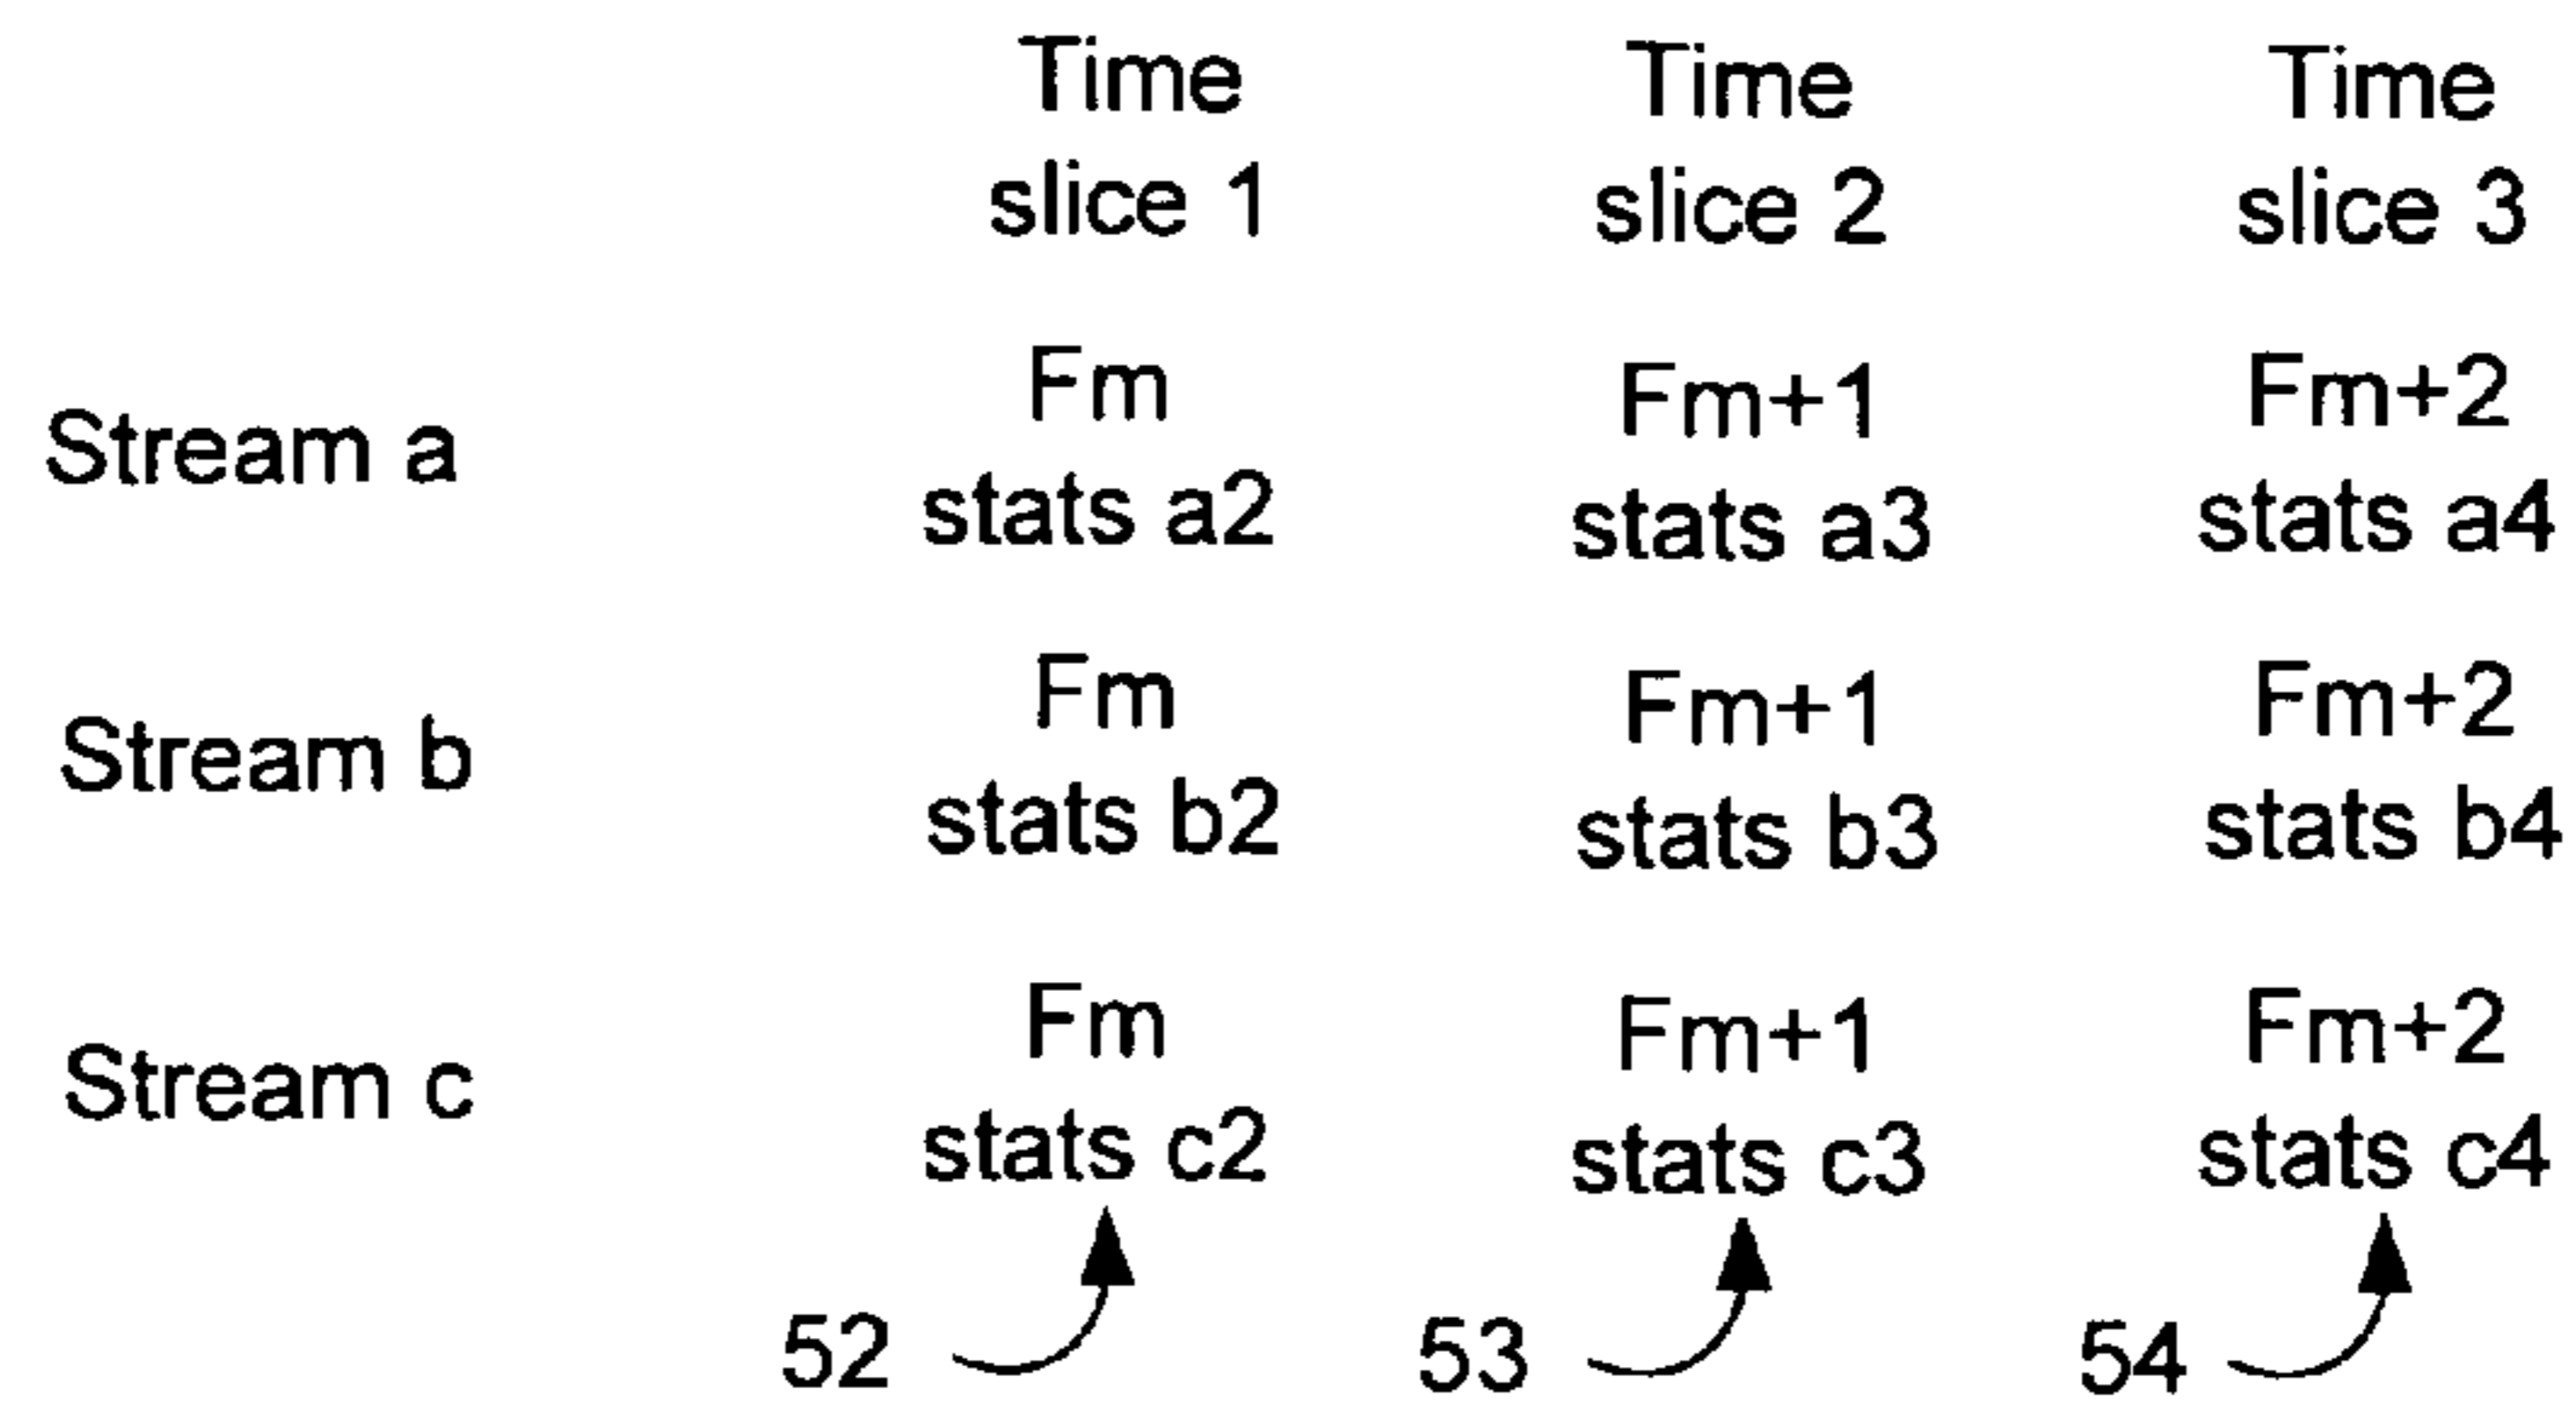 Time Time Time
slice 1 slice 2 slice 3
Fm Fm+1 Fm+2
Stream a
stats a2 stats a3 stats a4
Fm Fm+1 Fm+2
Stream b
stats b2 stats b3 stats b4
Fm Fm+1 Fm+2
Stream c
stats c2 stats c3 stats c4
52 53 54